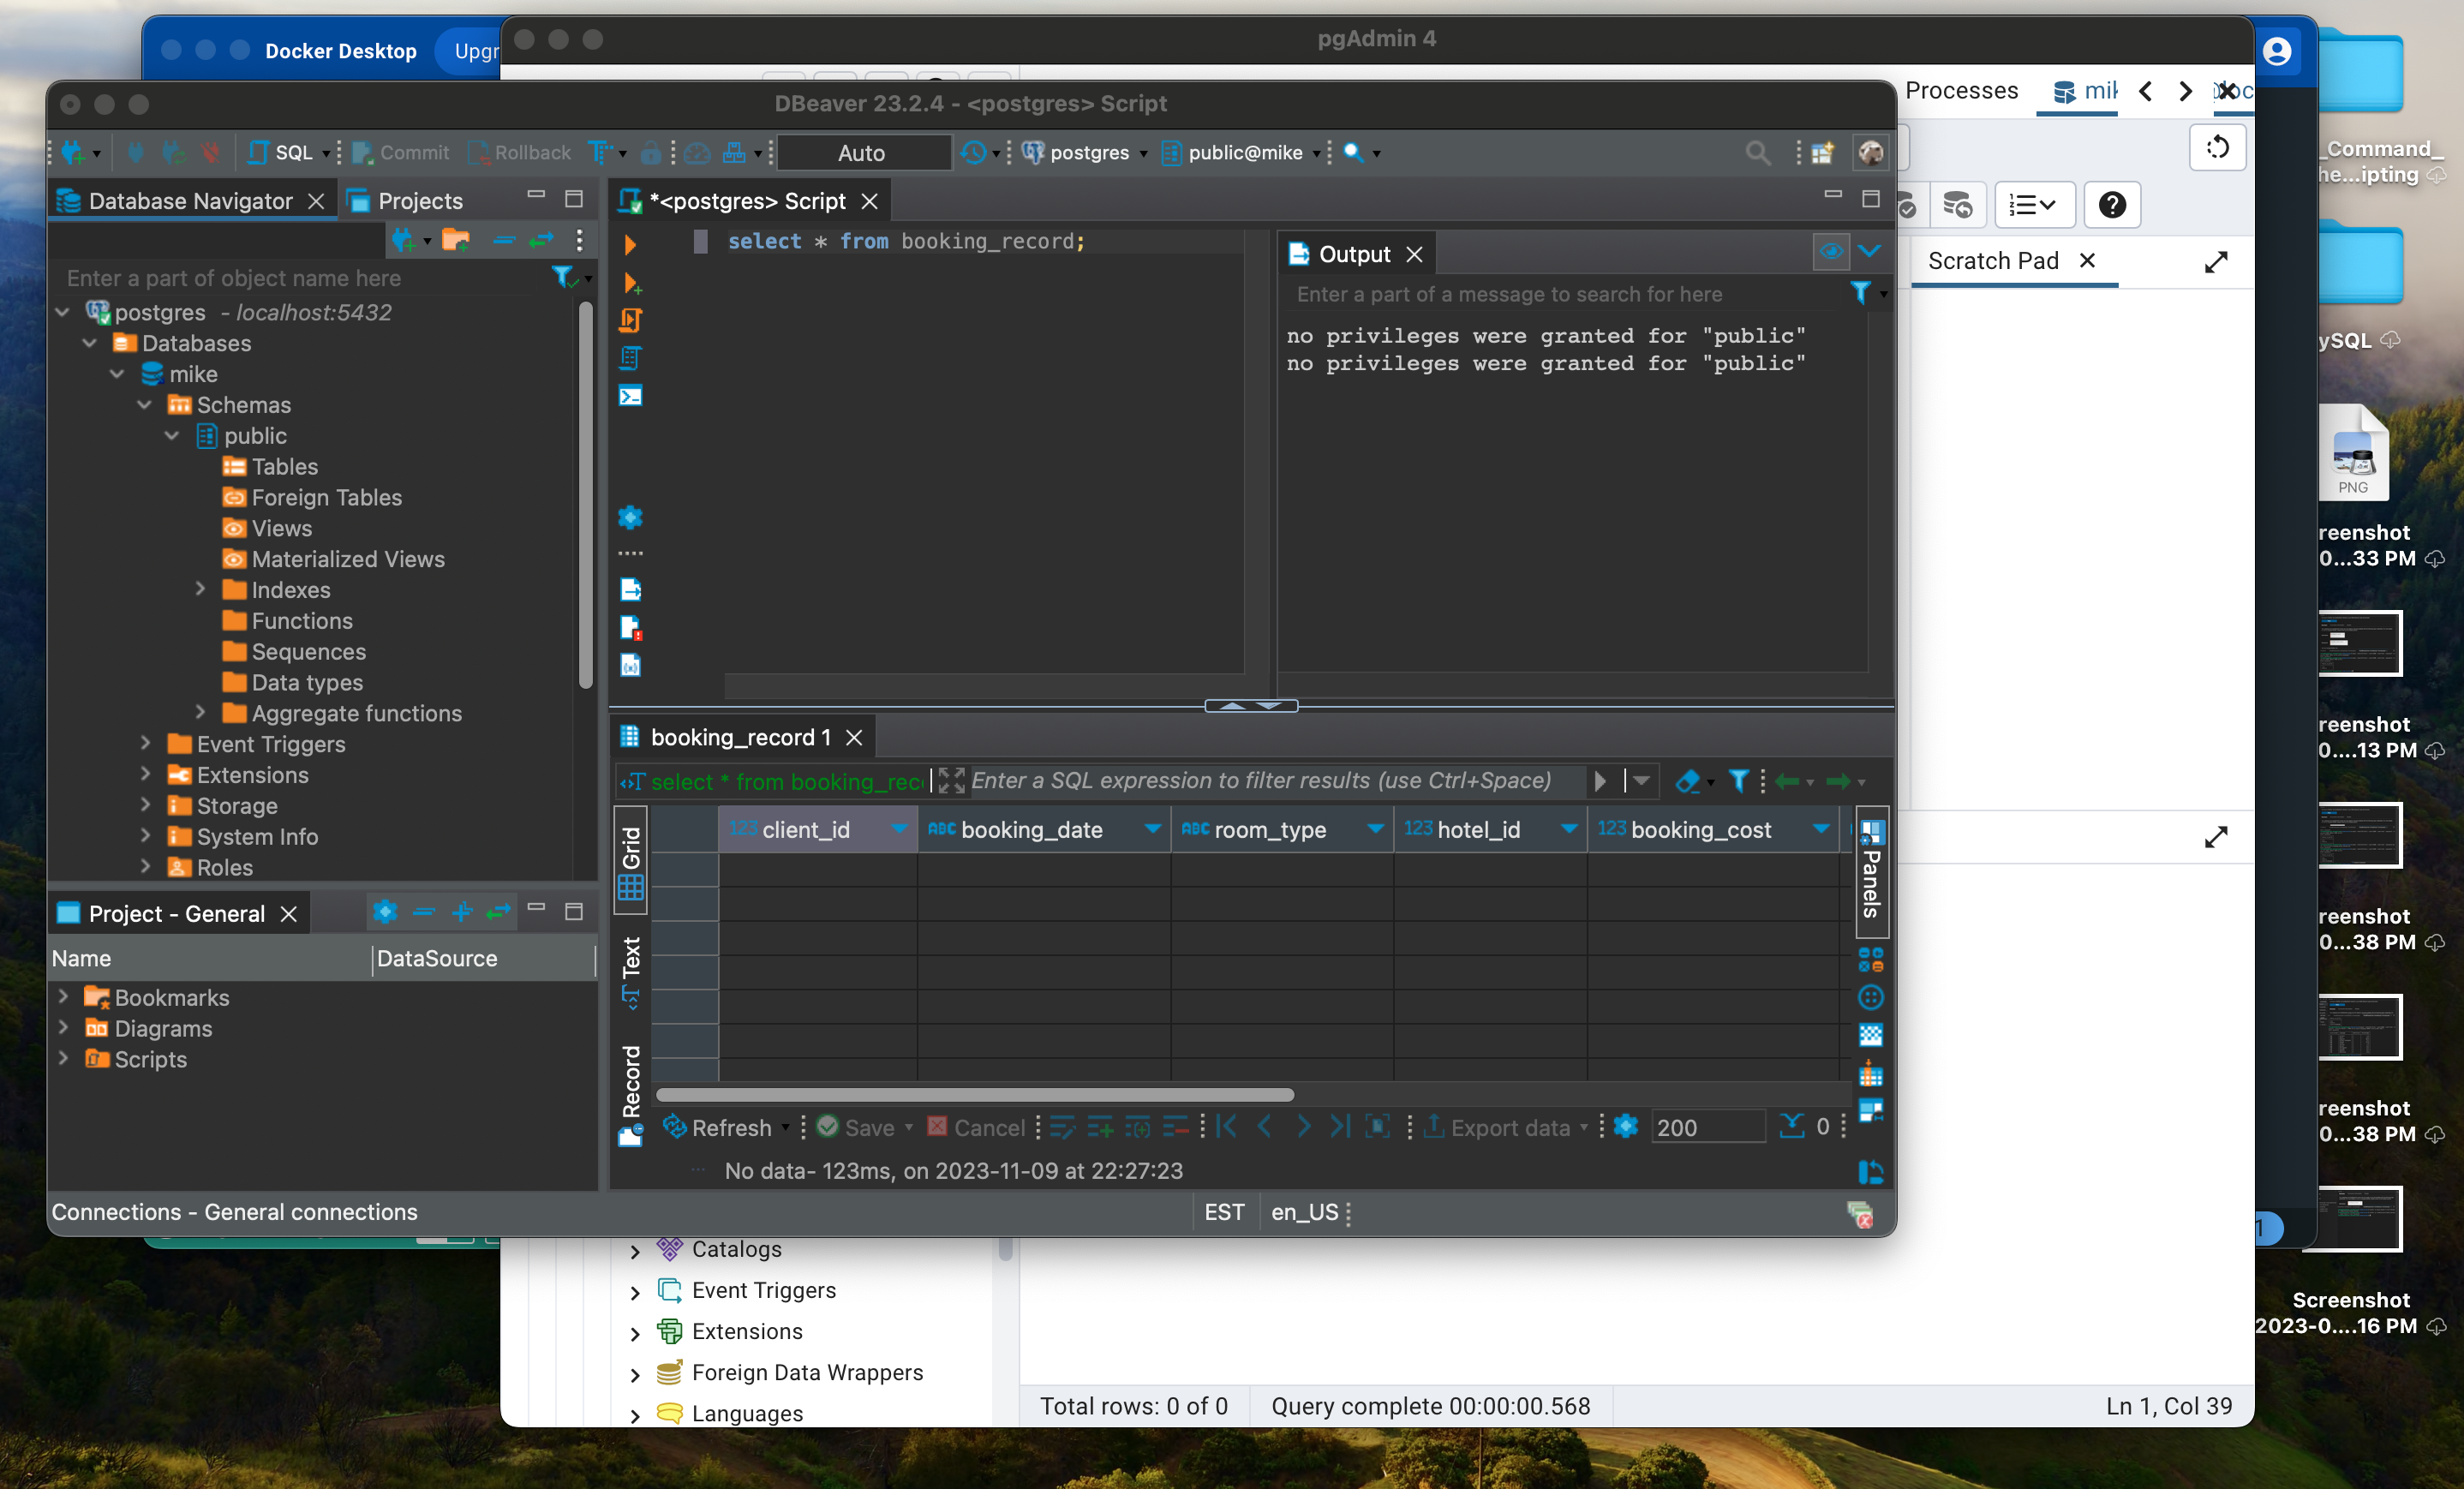 Docker Desktop
pgAdmin 4
DBeaver 23.2.4 - <postgres> Script
Processes
SQL
Commit
Rollback
Auto
postgres
public@mike
Database Navigator
Projects
*<postgres> Script
Enter a part of object name here
postgres - localhost:5432
Databases
mike
Schemas
public
Tables
Foreign Tables
Views
Materialized Views
Indexes
Functions
Sequences
Data types
Aggregate functions
Event Triggers
Extensions
Storage
System Info
Roles
select * from booking_record;
Output
Enter a part of a message to search for here
no privileges were granted for "public"
no privileges were granted for "public"
Scratch Pad
booking_record 1
Enter a SQL expression to filter results (use Ctrl+Space)
Grid
Text
Record
123 client_id
ABC booking_date
ABC room_type
123 hotel_id
123 booking_cost
Panels
Refresh
Save
Cancel
Export data
200
0
No data- 123ms, on 2023-11-09 at 22:27:23
Project - General
Name
DataSource
Bookmarks
Diagrams
Scripts
Connections - General connections
EST
en_US
Catalogs
Event Triggers
Extensions
Foreign Data Wrappers
Languages
Total rows: 0 of 0
Query complete 00:00:00.568
Ln 1, Col 39
_Command_
he...ipting
ySQL
PNG
reenshot
0...33 PM
reenshot
0....13 PM
reenshot
0...38 PM
reenshot
0...38 PM
Screenshot
2023-0....16 PM